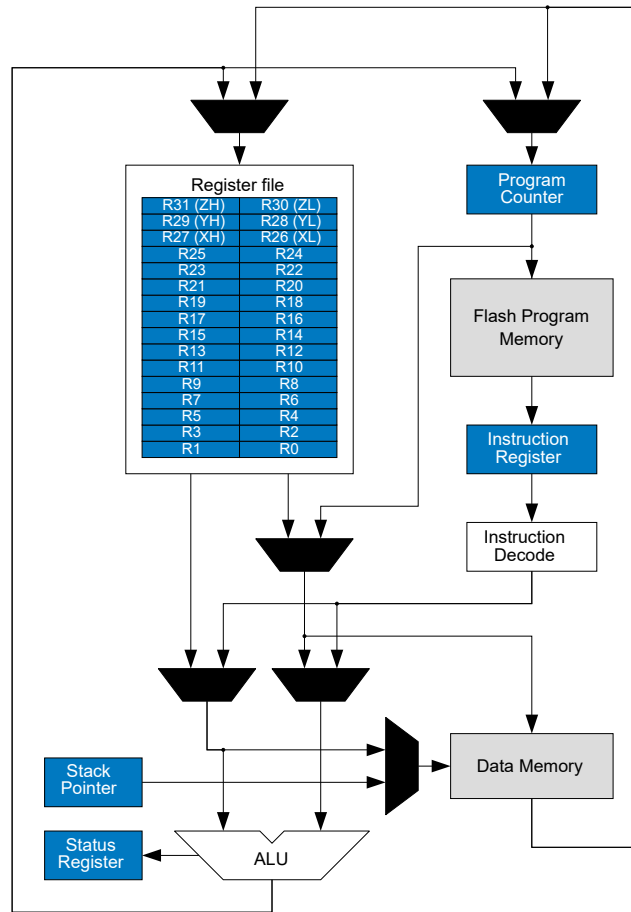 Register file
R31 (ZH) R30 (ZL)
R29 (YH) R28 (YL)
R27 (XH) R26 (XL)
R25 R24
R23 R22
R21 R20
R19 R18
R17 R16
R15 R14
R13 R12
R11 R10
R9 R8
R7 R6
R5 R4
R3 R2
R1 R0
Program
Counter
Flash Program
Memory
Instruction
Register
Instruction
Decode
Data Memory
Stack
Pointer
Status
Register
ALU